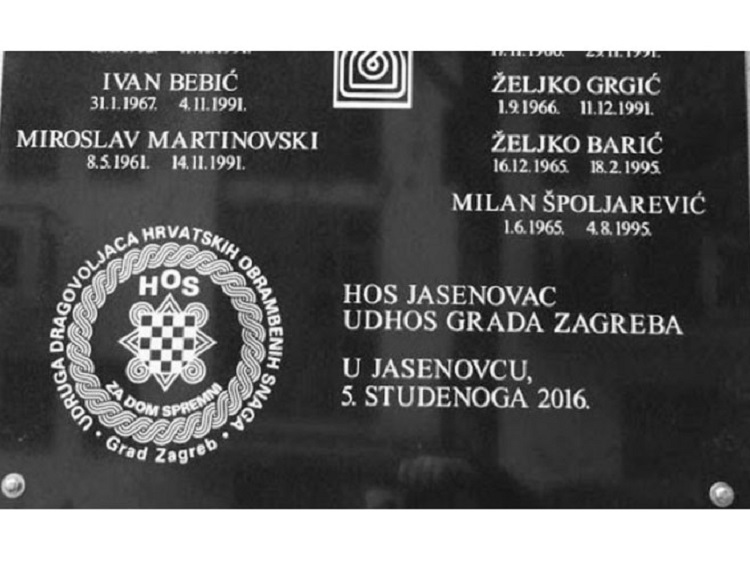 IVAN BEBIĆ
31.1.1967. 4.11.1991.
MIROSLAV MARTINOVSKI
8.5.1961. 14.11.1991.
29.11.1991.
ŽELJKO GRGIĆ
1.9.1966. 11.12.1991.
ŽELJKO BARIĆ
16.12.1965. 18.2.1995.
MILAN ŠPOLJAREVIĆ
1.6.1965. 4.8.1995.
UDRUGA DRAGOVOLJACA HRVATSKIH OBRAMBENIH SNAGA
HOS
ZA DOM SPREMNI
• Grad Zagreb •
HOS JASENOVAC
UDHOS GRADA ZAGREBA
U JASENOVCU,
5. STUDENOGA 2016.